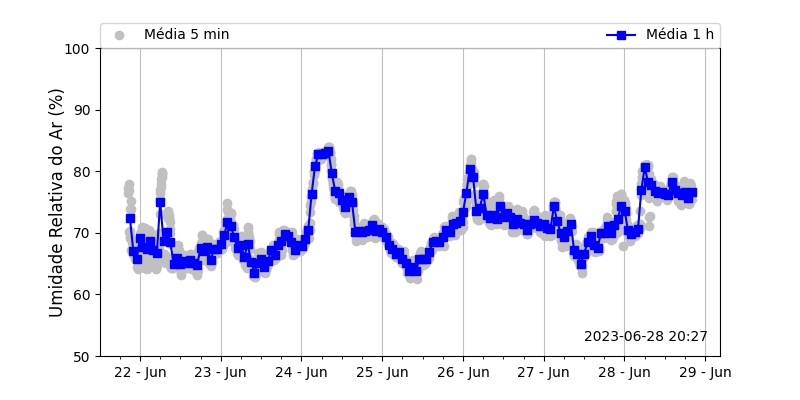 Média 5 min
Média 1 h
Umidade Relativa do Ar (%)
100
90
80
70
60
50
2023-06-28 20:27
22 - Jun
23 - Jun
24 - Jun
25 - Jun
26 - Jun
27 - Jun
28 - Jun
29 - Jun